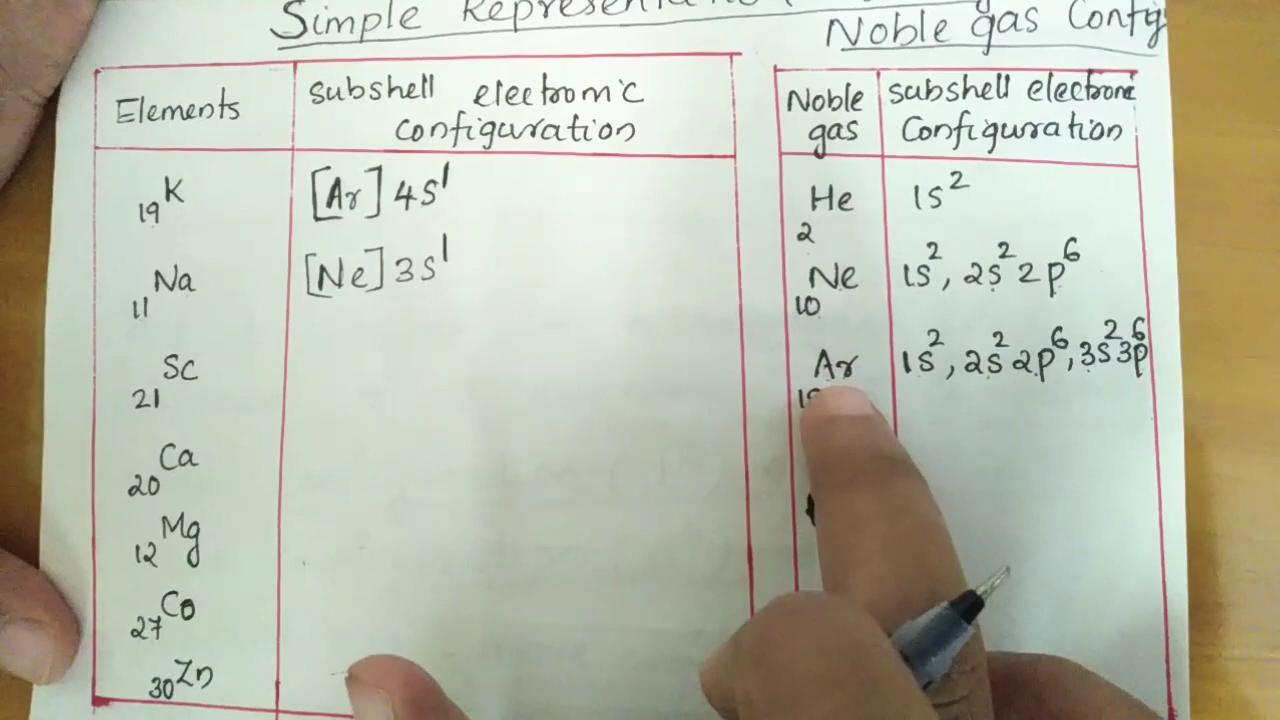 Simple
Noble gas Config
Elements
subshell electronic
configuration
19K
[Ar] 4s¹
11Na
[Ne] 3s¹
21Sc
20Ca
12Mg
27Co
30Zn
Noble
gas
subshell electronic
Configuration
He
2
1s²
Ne
10
1s², 2s² 2p⁶
Ar
1s², 2s² 2p⁶, 3s² 3p⁶